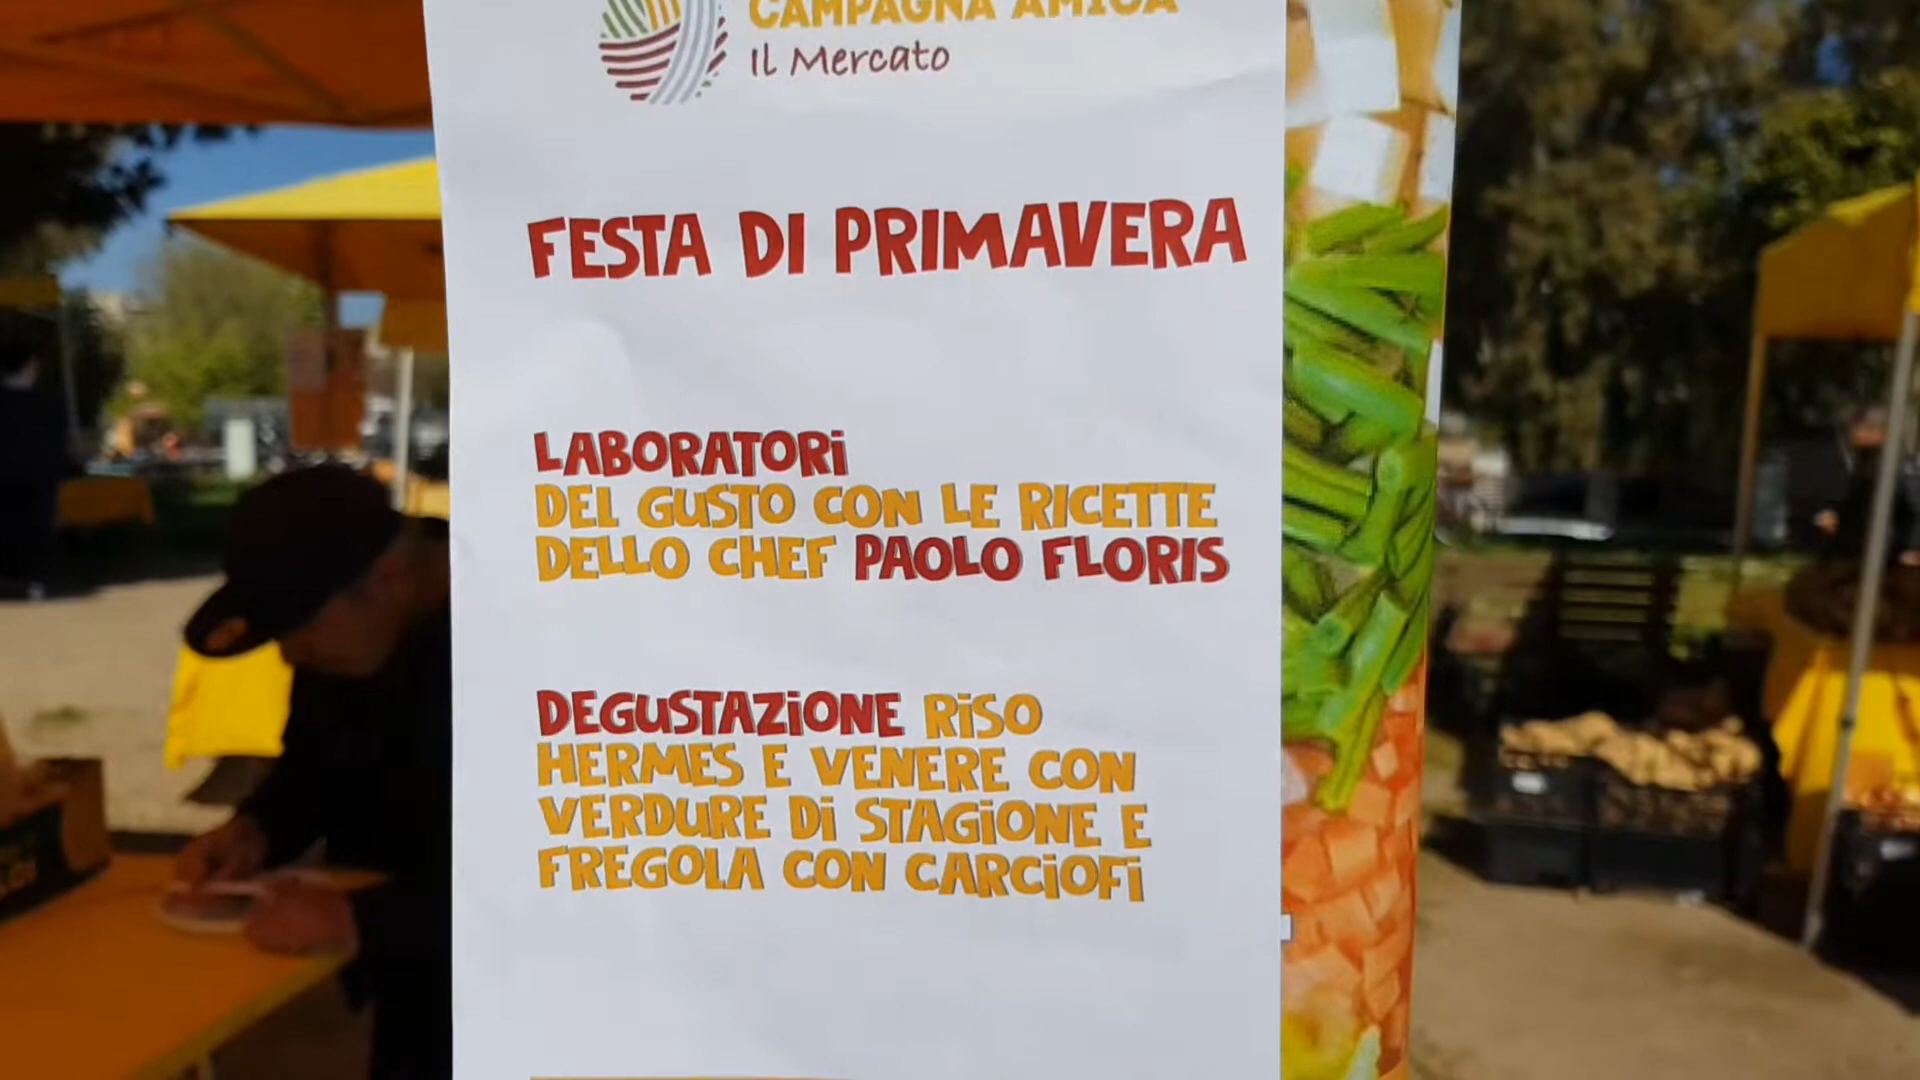 CAMPAGNA AMICA
Il Mercato
FESTA DI PRIMAVERA
LABORATORi
DEL GUSTO CON LE RICETTE
DELLO CHEF PAOLO FLORIS
DEGUSTAZiONE RiSO
HERMES E VENERE CON
VERDURE Di STAGiONE E
FREGOLA CON CARCiOFi